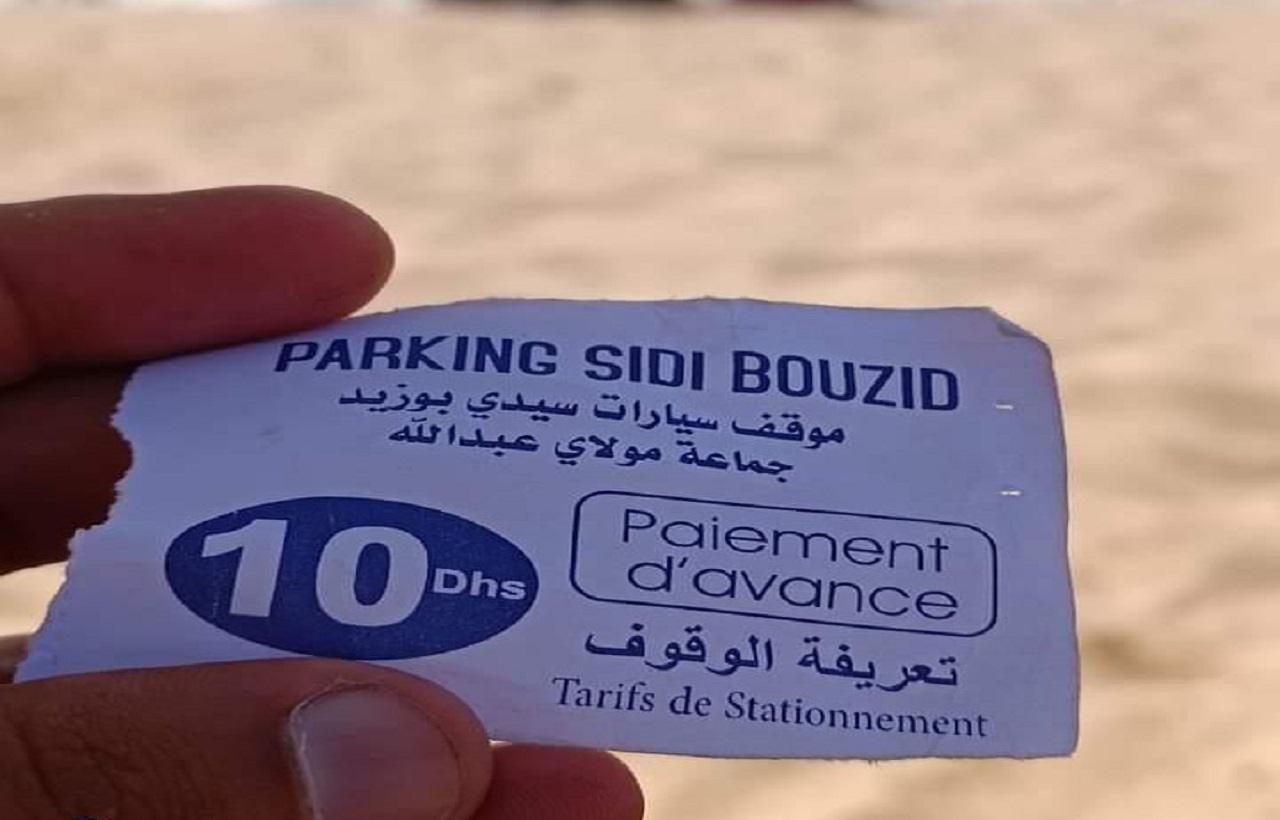 PARKING SIDI BOUZID
موقف سيارات سيدي بوزيد
جماعة مولاي عبدالله
10 Dhs
Paiement
d'avance
تعريفة الوقوف
Tarifs de Stationnement